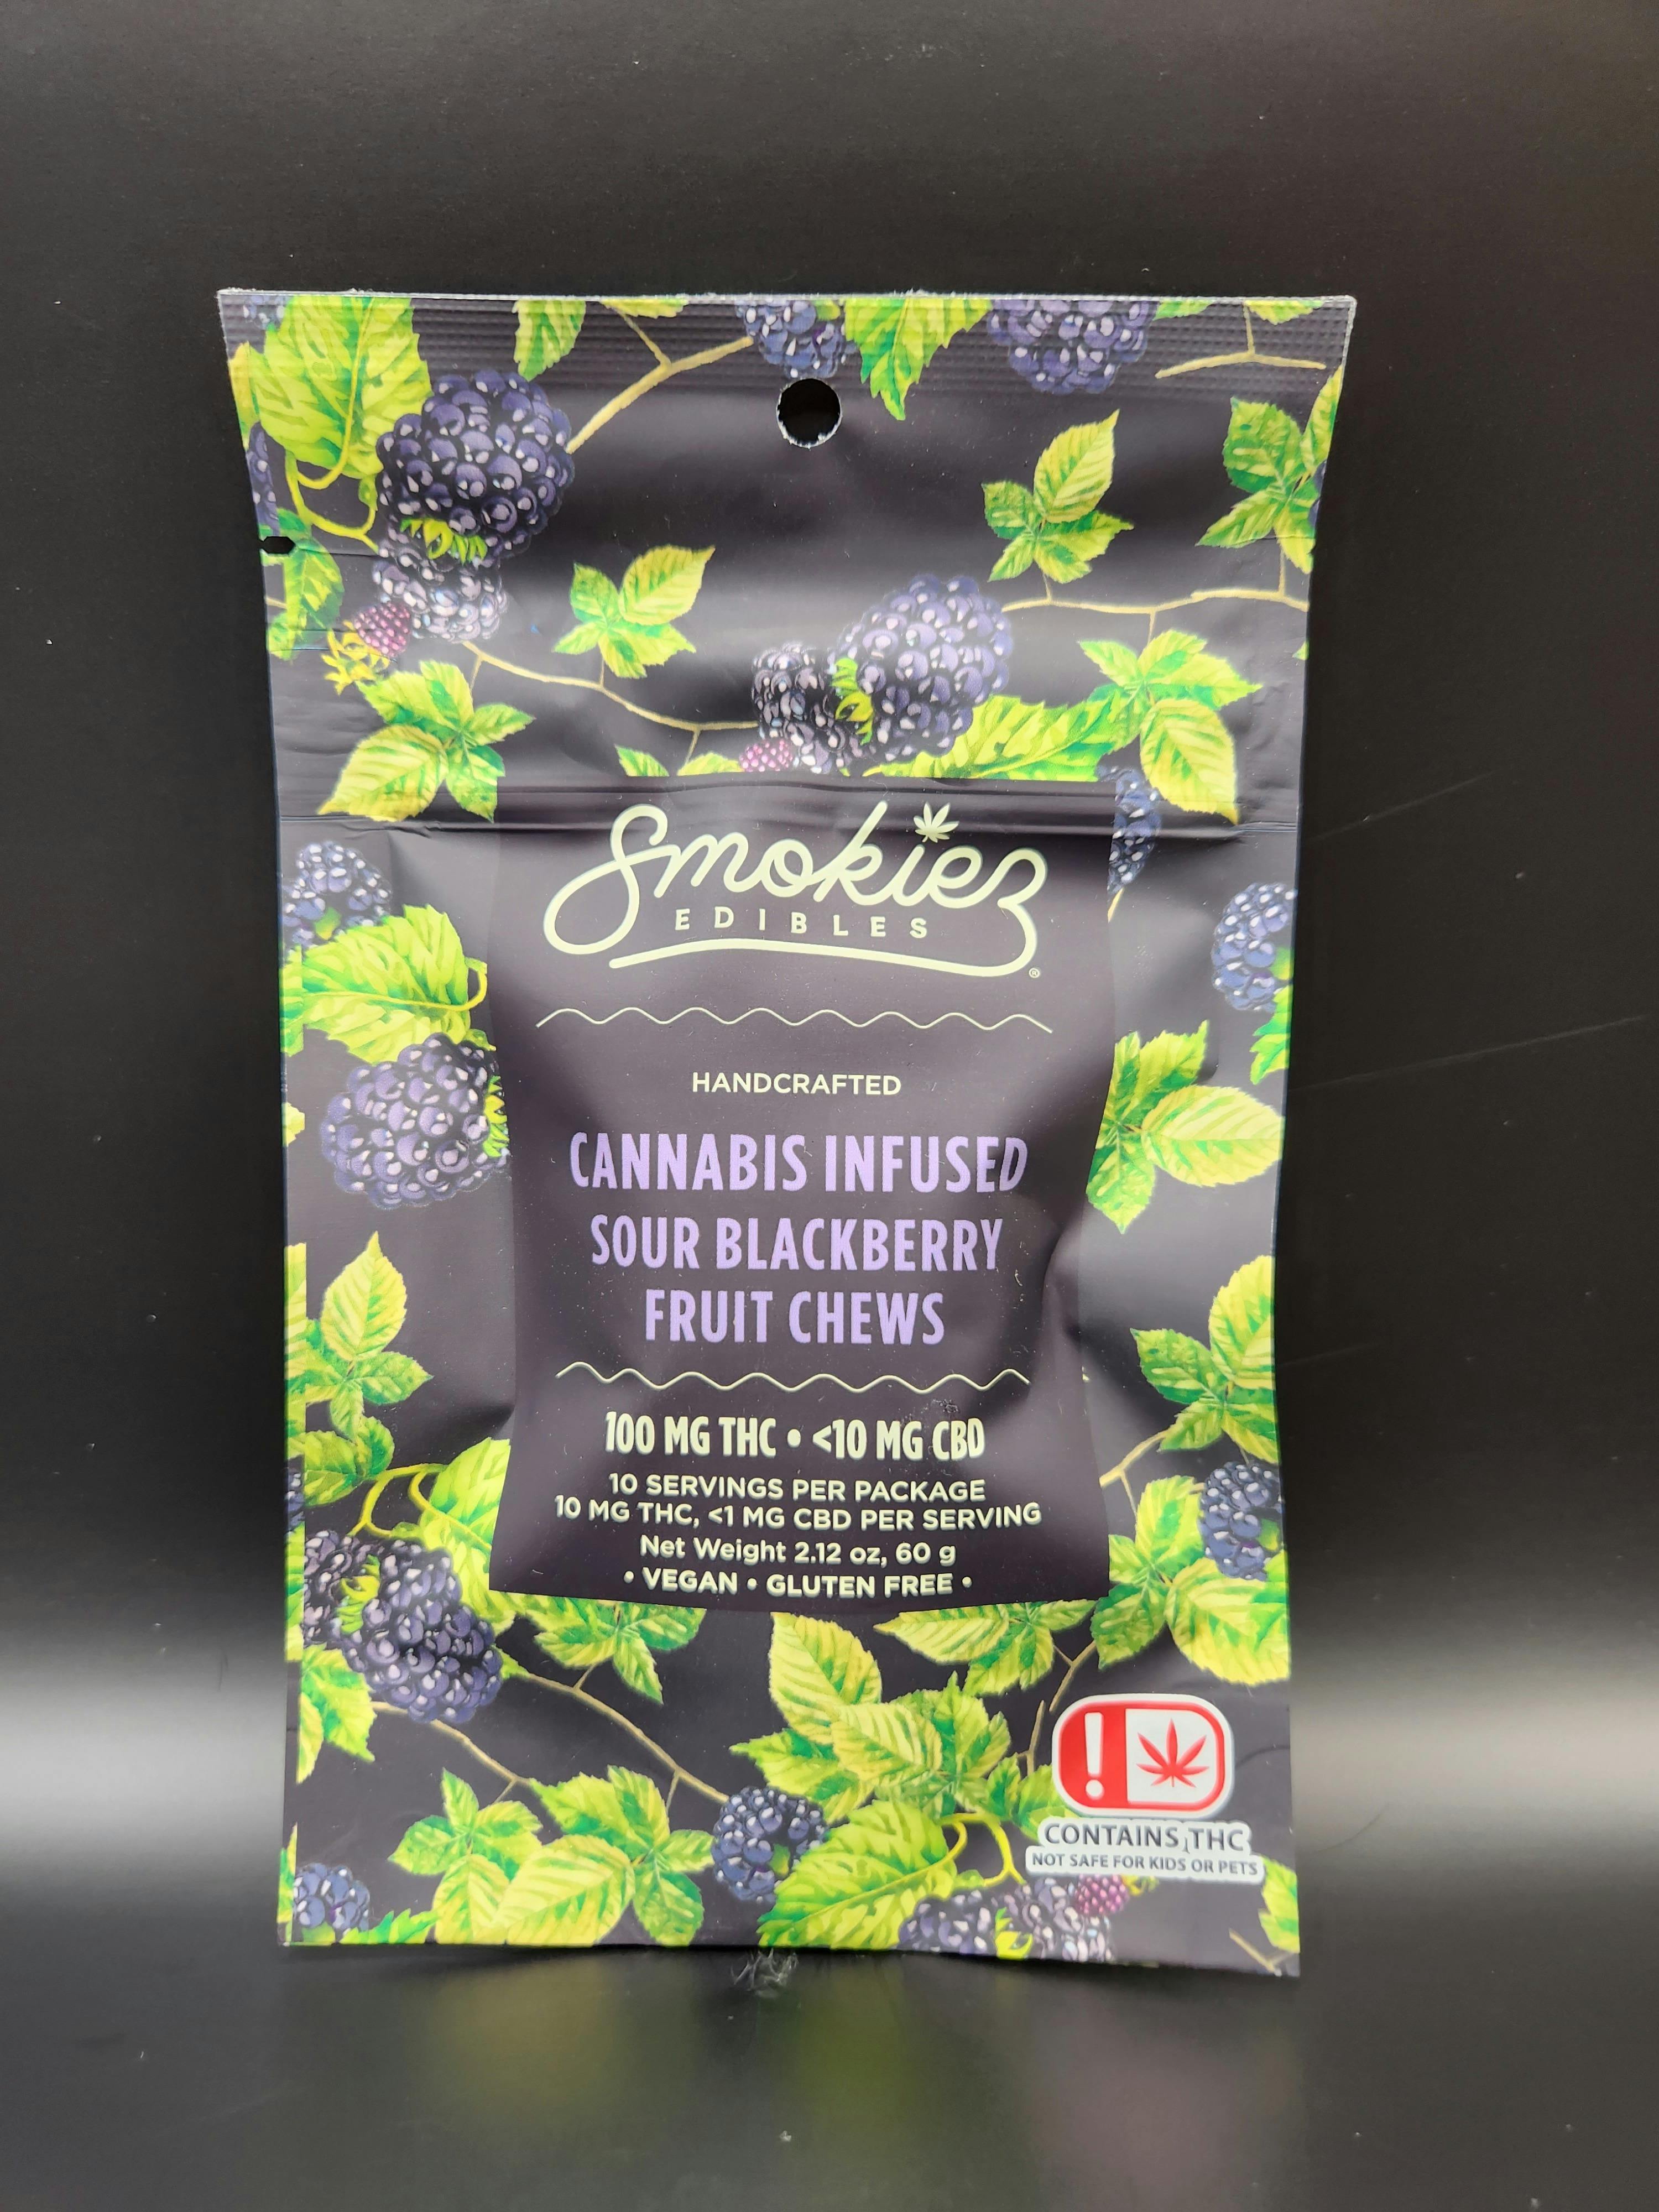 Smokiez
EDIBLES
®
HANDCRAFTED
CANNABIS INFUSED
SOUR BLACKBERRY
FRUIT CHEWS
100 MG THC • <10 MG CBD
10 SERVINGS PER PACKAGE
10 MG THC, <1 MG CBD PER SERVING
Net Weight 2.12 oz, 60 g
• VEGAN • GLUTEN FREE •
!
CONTAINS THC
NOT SAFE FOR KIDS OR PETS